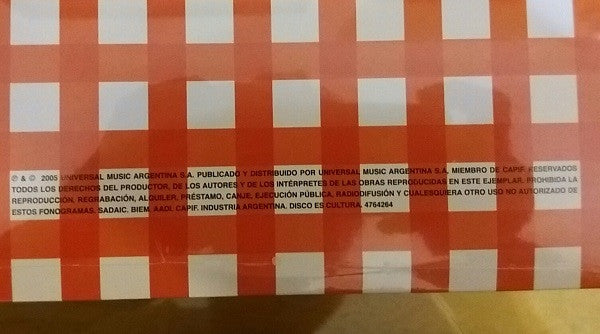 ℗ & © 2005 UNIVERSAL MUSIC ARGENTINA S.A. PUBLICADO Y DISTRIBUIDO POR UNIVERSAL MUSIC ARGENTINA S.A. MIEMBRO DE CAPIF. RESERVADOS
TODOS LOS DERECHOS DEL PRODUCTOR, DE LOS AUTORES Y DE LOS INTÉRPRETES DE LAS OBRAS REPRODUCIDAS EN ESTE EJEMPLAR. PROHIBIDA LA
REPRODUCCIÓN, REGRABACIÓN, ALQUILER, PRÉSTAMO, CANJE, EJECUCIÓN PÚBLICA, RADIODIFUSIÓN Y CUALESQUIERA OTRO USO NO AUTORIZADO DE
ESTOS FONOGRAMAS. SADAIC. BIEM. AADI. CAPIF. INDUSTRIA ARGENTINA. DISCO ES CULTURA. 4764264